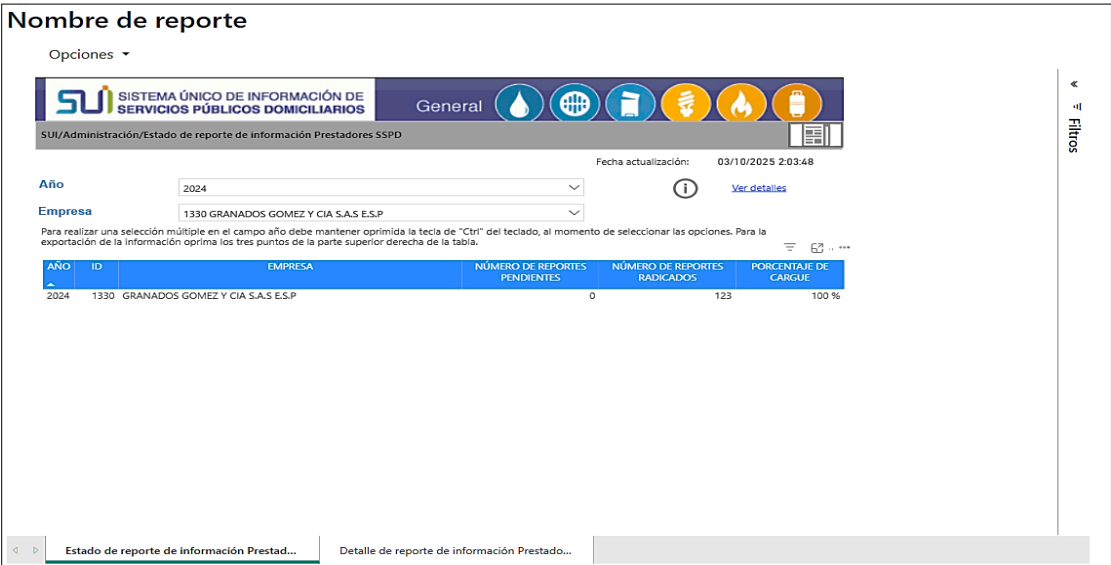 Nombre de reporte
Opciones
sui SISTEMA ÚNICO DE INFORMACIÓN DE
SERVICIOS PÚBLICOS DOMICILIARIOS
General
SUI/Administración/Estado de reporte de información Prestadores SSPD
Filtros
Fecha actualización: 03/10/2025 2:03:48
Año 2024
Ver detalles
Empresa 1330 GRANADOS GOMEZ Y CIA S.A.S E.S.P
Para realizar una selección múltiple en el campo año debe mantener oprimida la tecla de "Ctrl" del teclado, al momento de seleccionar las opciones. Para la
exportación de la información oprima los tres puntos de la parte superior derecha de la tabla.
AÑO ID EMPRESA NÚMERO DE REPORTES PENDIENTES NÚMERO DE REPORTES RADICADOS PORCENTAJE DE CARGUE
2024 1330 GRANADOS GOMEZ Y CIA S.A.S E.S.P 0 123 100 %
Estado de reporte de información Prestad... Detalle de reporte de información Prestado...